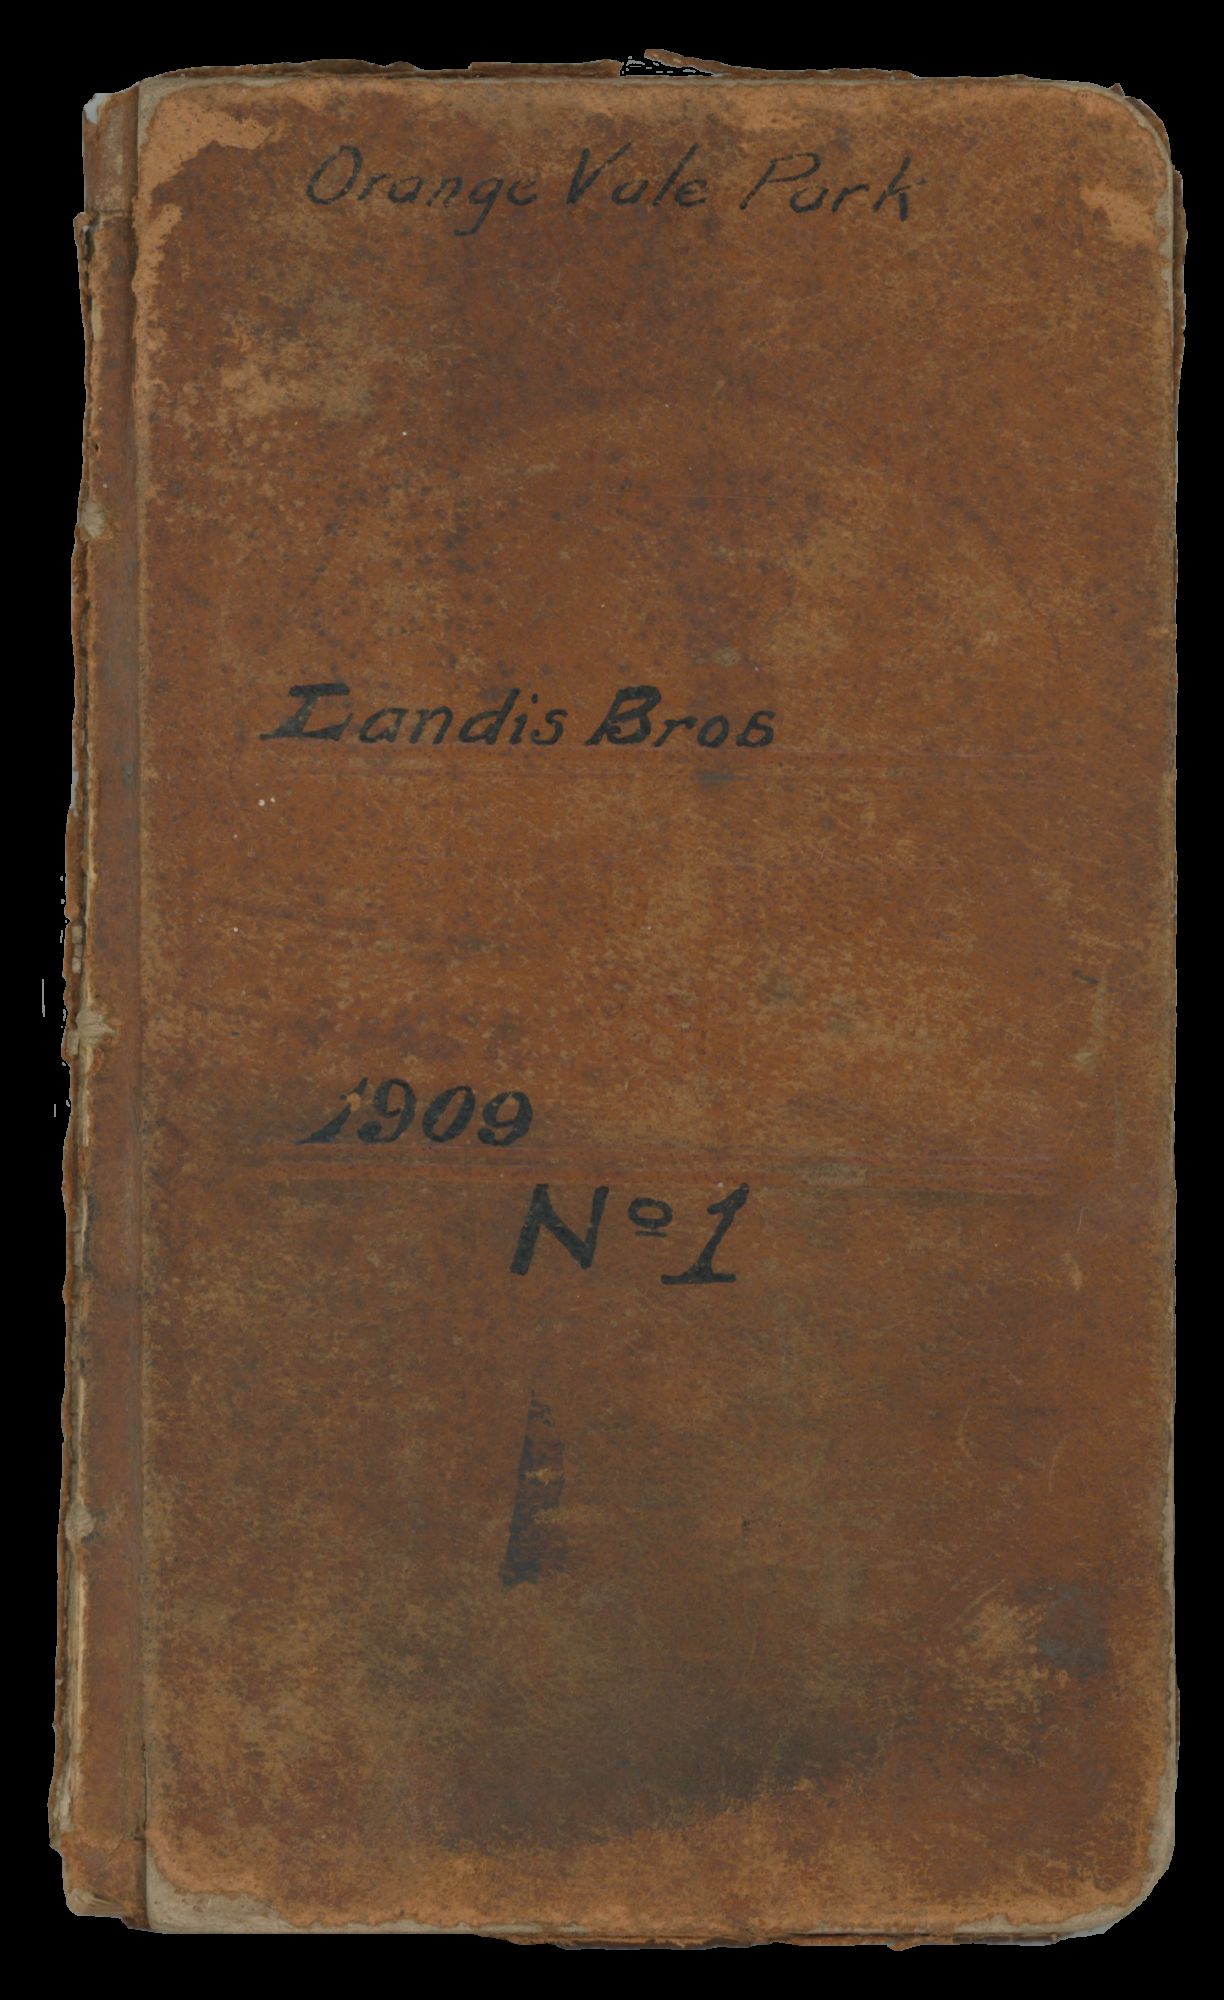 Orange Vale Park
Landis Bros
1909
Nº 1